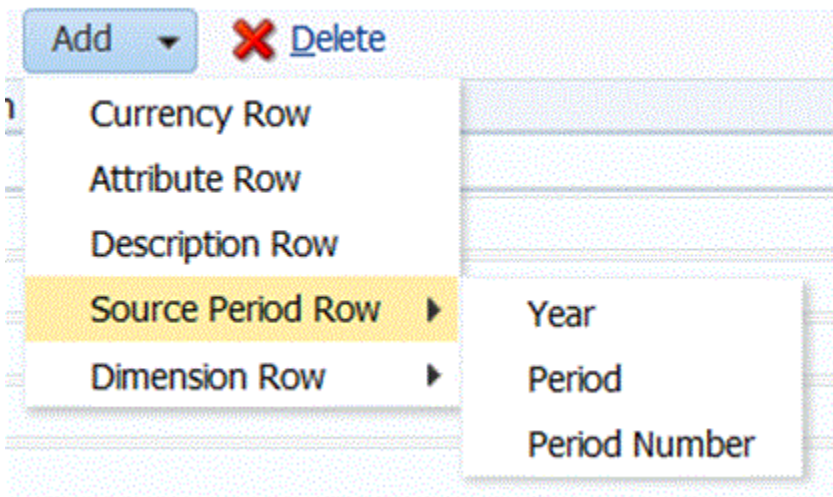 Add Delete
Currency Row
Attribute Row
Description Row
Source Period Row
Dimension Row
Year
Period
Period Number